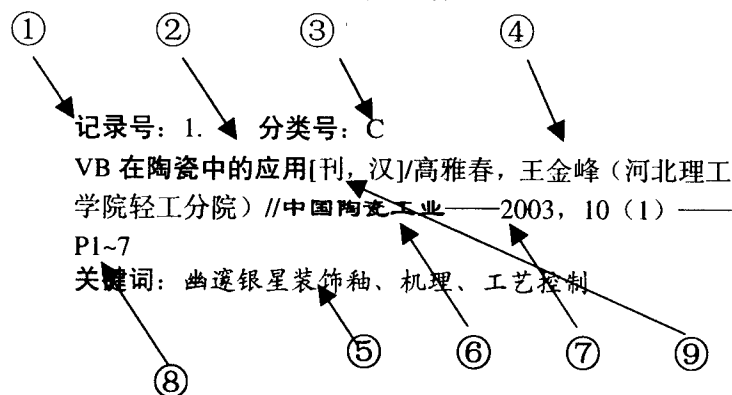 ① ② ③ ④
记录号：1. 分类号：C
VB 在陶瓷中的应用[刊，汉]/高雅春，王金峰（河北理工
学院轻工分院）//中国陶瓷工业——2003，10（1）——
P1~7
关键词：幽邃银星装饰釉、机理、工艺控制
⑧ ⑤ ⑥ ⑦ ⑨